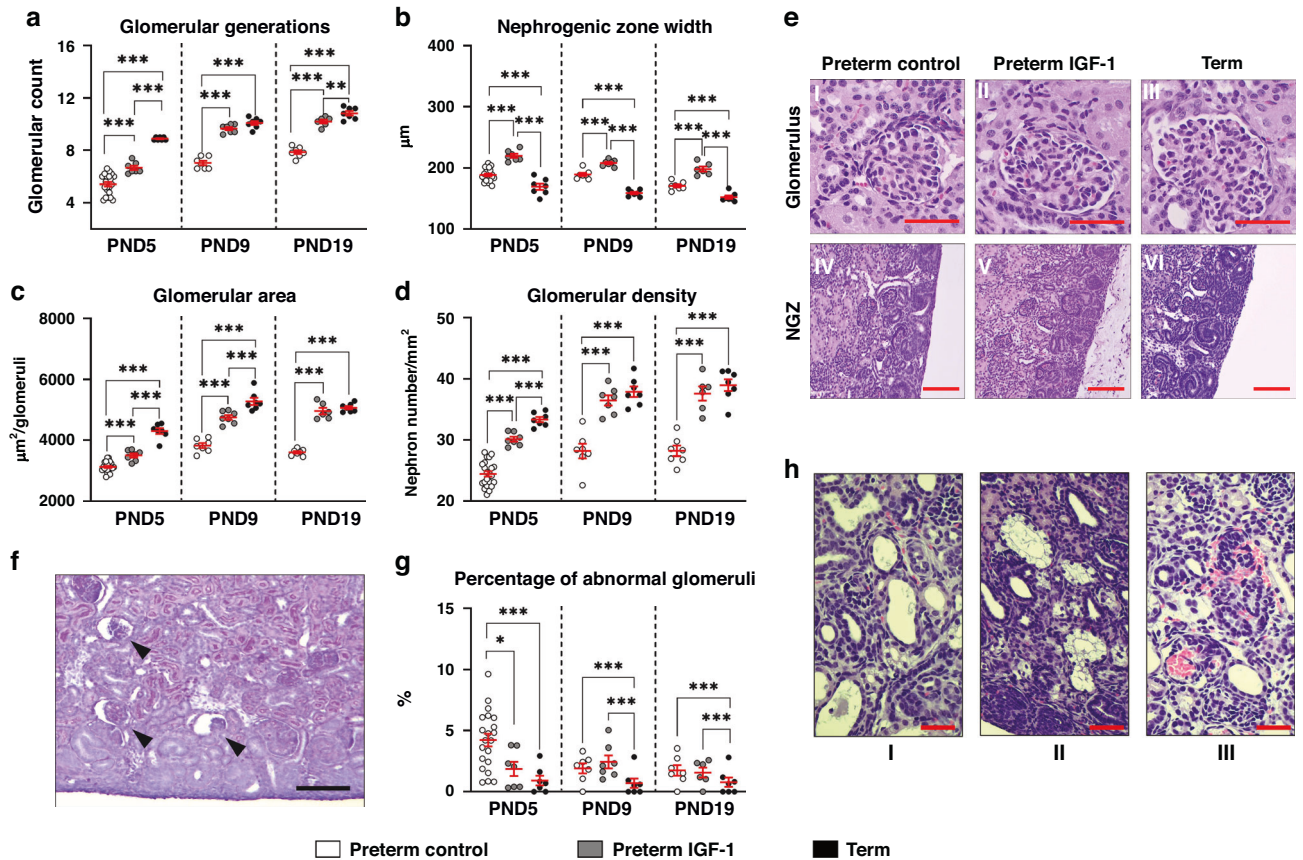 a
Glomerular generations
Glomerular count
16
12
8
4
***
***
***
***
***
***
***
**
PND5
PND9
PND19
b
Nephrogenic zone width
μm
400
300
200
100
***
***
***
***
***
***
***
***
***
PND5
PND9
PND19
c
Glomerular area
μm²/glomeruli
8000
6000
4000
2000
***
***
***
***
***
***
***
***
PND5
PND9
PND19
d
Glomerular density
Nephron number/mm²
50
40
30
20
***
***
***
***
***
***
***
PND5
PND9
PND19
e
Preterm control
Preterm IGF-1
Term
Glomerulus
I
II
III
NGZ
IV
V
VI
f
g
Percentage of abnormal glomeruli
%
15
10
5
0
***
*
***
***
***
***
PND5
PND9
PND19
h
I
II
III
Preterm control
Preterm IGF-1
Term